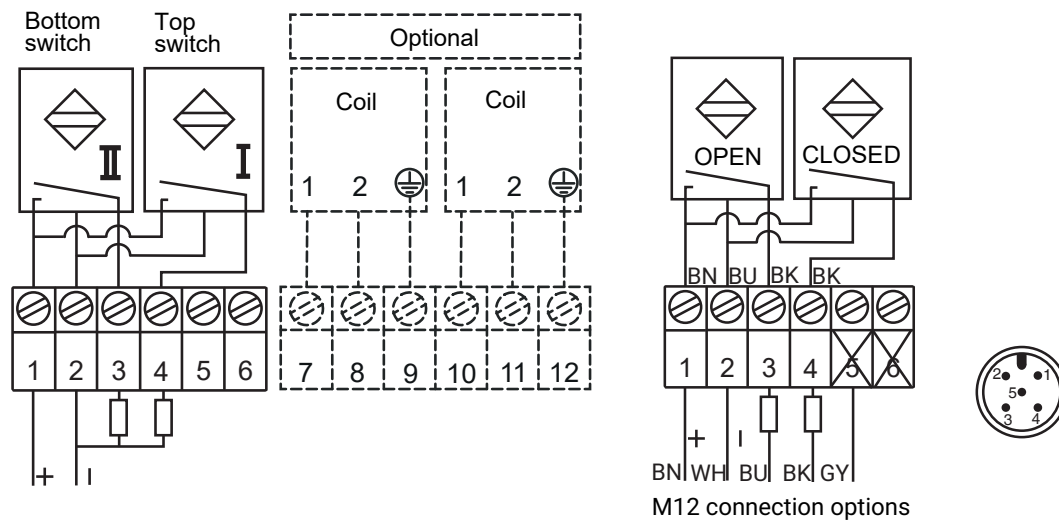 Bottom
switch
Top
switch
Optional
Coil
Coil
II
I
1 2
1 2
1 2 3 4 5 6
7 8 9 10 11 12
+ –
OPEN
CLOSED
BN BU BK BK
1 2 3 4 5 6
+ –
BN WH BU BK GY
M12 connection options
2 1
5
3 4